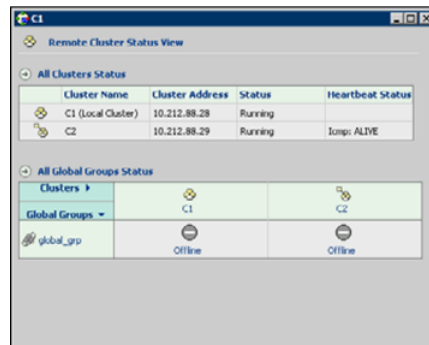 C1
Remote Cluster Status View
All Clusters Status
Cluster Name Cluster Address Status Heartbeat Status
C1 (Local Cluster) 10.212.88.28 Running
C2 10.212.88.29 Running Icmp: ALIVE
All Global Groups Status
Clusters
C1 C2
Global Groups
global_grp
Offline Offline